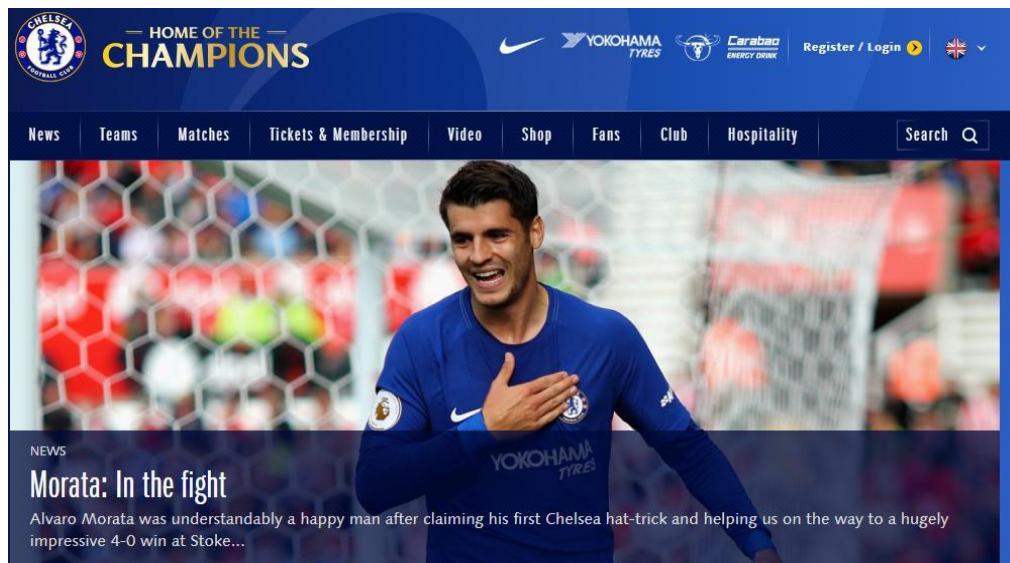 CHELSEA
FOOTBALL CLUB
HOME OF THE
CHAMPIONS
YOKOHAMA
TYRES
Carabao
ENERGY DRINK
Register / Login
News
Teams
Matches
Tickets & Membership
Video
Shop
Fans
Club
Hospitality
Search
YOKOHAMA
TYRES
NEWS
Morata: In the fight
Alvaro Morata was understandably a happy man after claiming his first Chelsea hat-trick and helping us on the way to a hugely
impressive 4-0 win at Stoke...